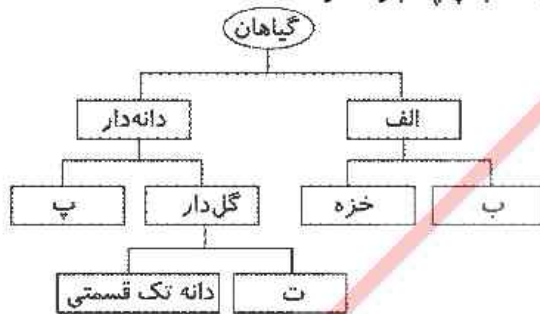 گیاهان
الف
دانه‌دار
ب
خزه
گل‌دار
پ
ت
دانه تک قسمتی